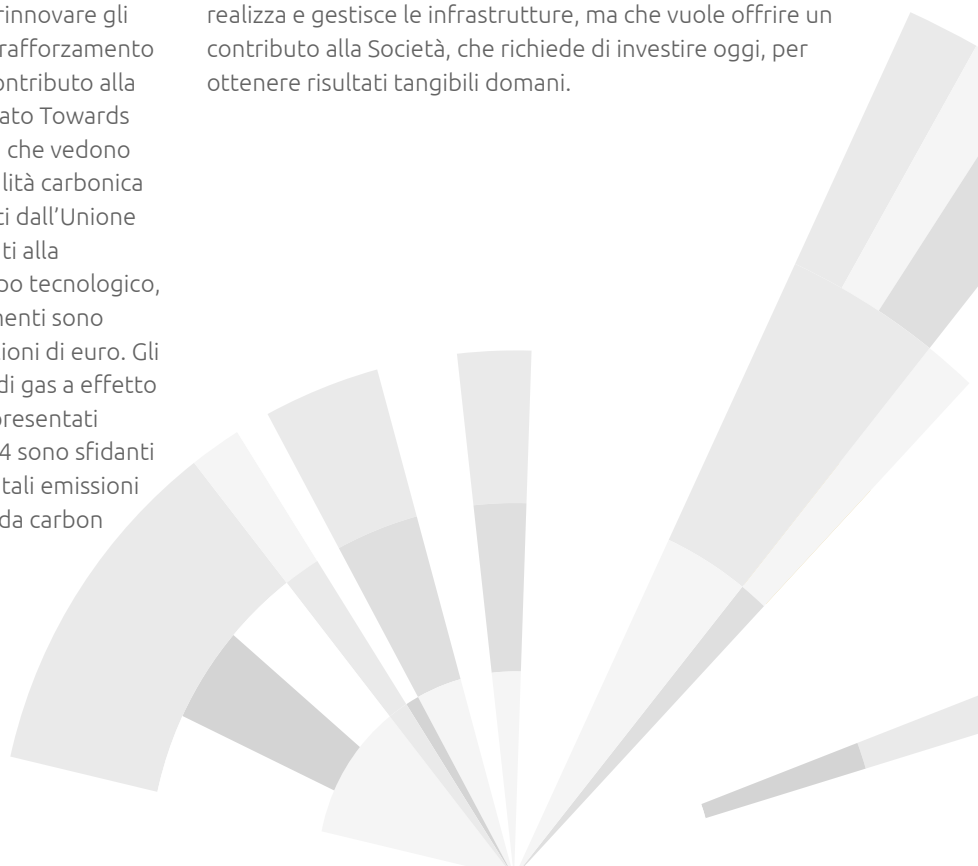 rinnovare gli
rafforzamento
ontributo alla
ato Towards
che vedono
lità carbonica
ti dall'Unione
ti alla
po tecnologico,
enti sono
ioni di euro. Gli
di gas a effetto
resentati
4 sono sfidanti
tali emissioni
da carbon
realizza e gestisce le infrastrutture, ma che vuole offrire un
contributo alla Società, che richiede di investire oggi, per
ottenere risultati tangibili domani.